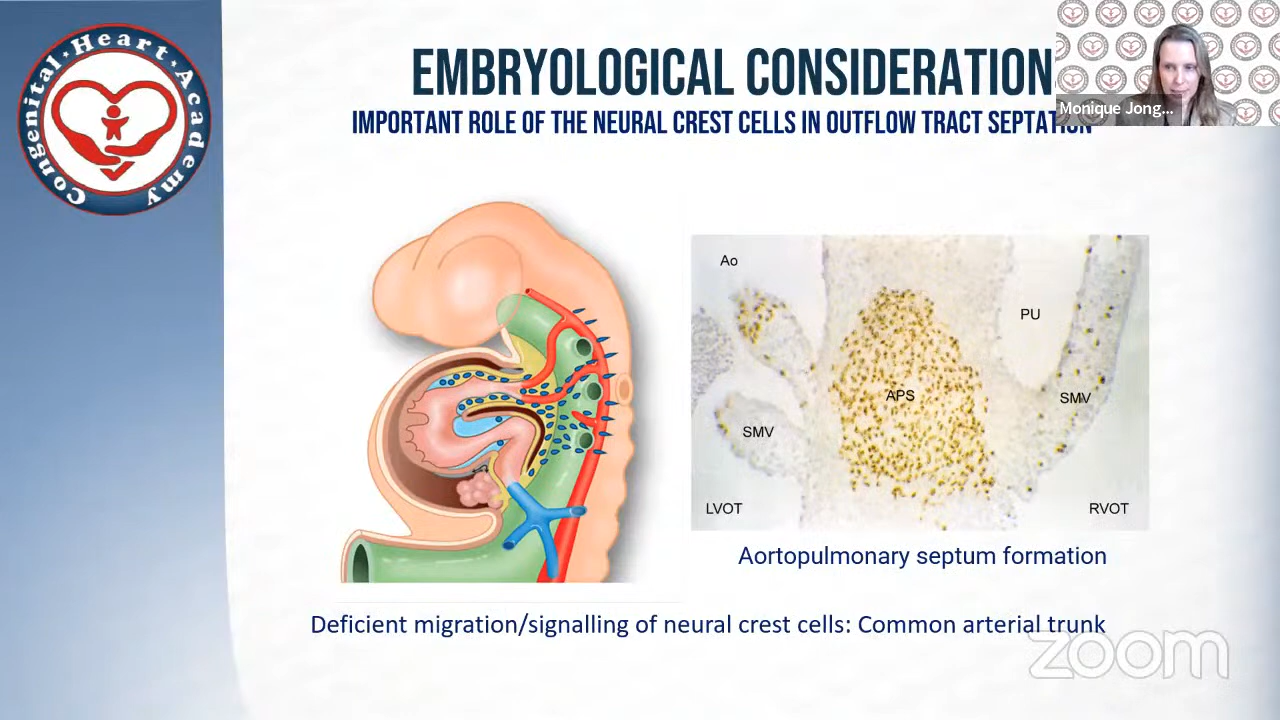 Congenital Heart Academy
EMBRYOLOGICAL CONSIDERATION
IMPORTANT ROLE OF THE NEURAL CREST CELLS IN OUTFLOW TRACT SEPTATION
Monique Jong...
Ao
PU
APS
SMV
SMV
LVOT
RVOT
Aortopulmonary septum formation
Deficient migration/signalling of neural crest cells: Common arterial trunk
zoom